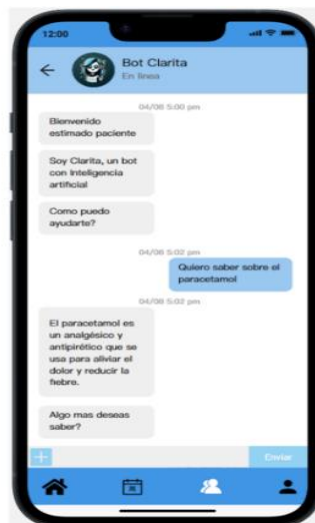 12:00
Bot Clarita
En linea
04/08 5:00 pm
Bienvenido
estimado paciente
Soy Clarita, un bot
con Inteligencia
artificial
Como puedo
ayudarte?
04/08 5:02 pm
Quiero saber sobre el
paracetamol
04/08 5:02 pm
El paracetamol es
un analgésico y
antipirético que se
usa para aliviar el
dolor y reducir la
fiebre.
Algo mas deseas
saber?
Enviar